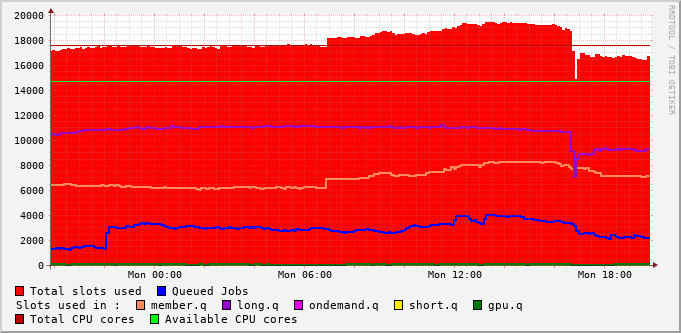 20000
18000
16000
14000
12000
10000
8000
6000
4000
2000
0
Mon 00:00 Mon 06:00 Mon 12:00 Mon 18:00
RRDTOOL / TOBI OETIKER
Total slots used Queued Jobs
Slots used in : member.q long.q ondemand.q short.q gpu.q
Total CPU cores Available CPU cores